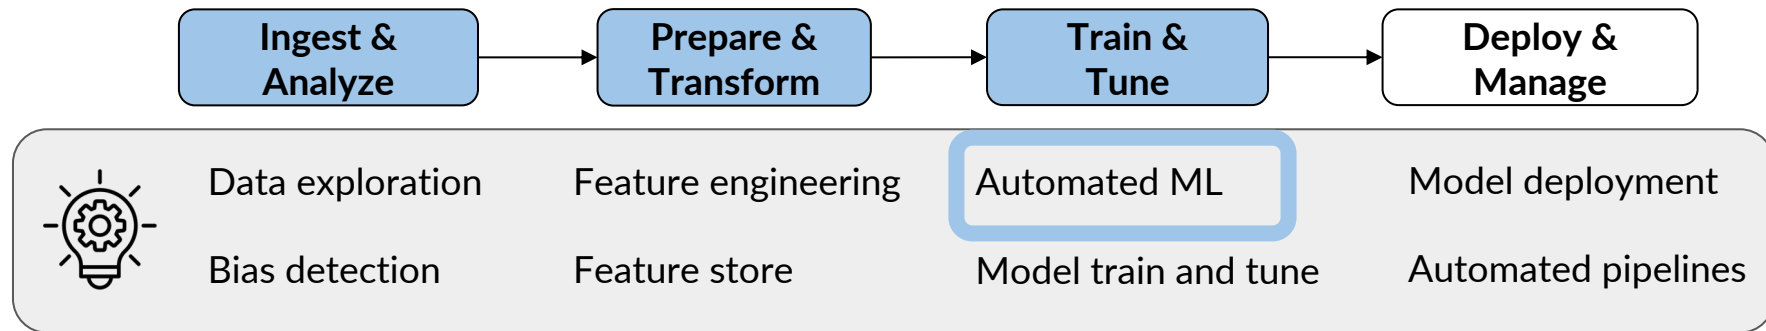 Ingest &
Analyze
Prepare &
Transform
Train &
Tune
Deploy &
Manage
Data exploration
Feature engineering
Automated ML
Model deployment
Bias detection
Feature store
Model train and tune
Automated pipelines